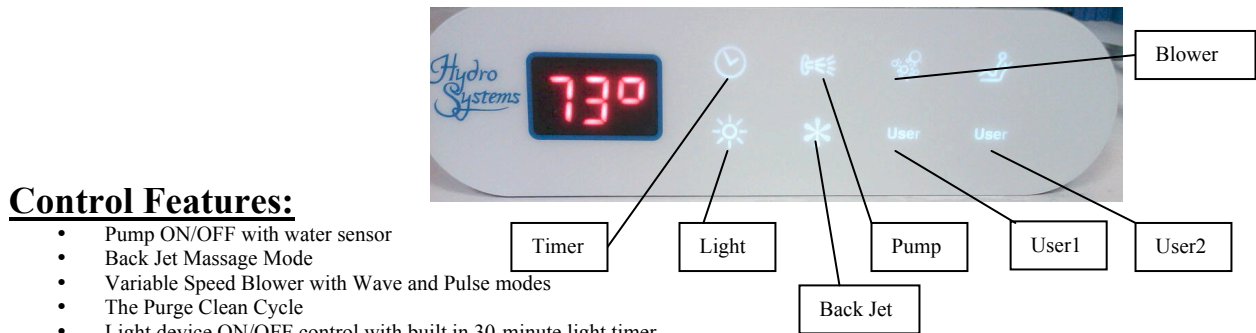 Hydro
Systems
73°
User
User
Blower
Timer
Light
Pump
User1
User2
Back Jet
Control Features:
• Pump ON/OFF with water sensor
• Back Jet Massage Mode
• Variable Speed Blower with Wave and Pulse modes
• The Purge Clean Cycle
• Light device ON/OFF control with built in 30-minute light timer